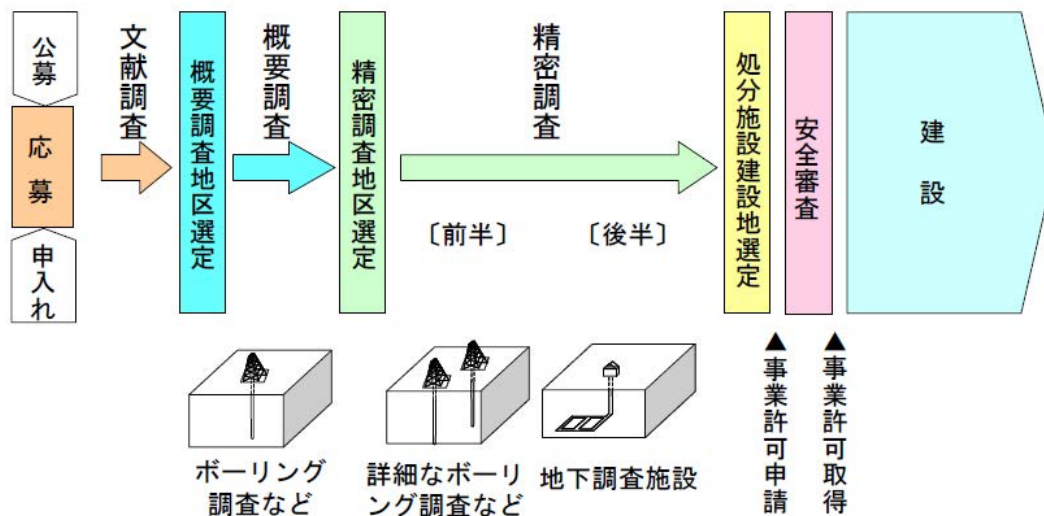 公募
応募
申入れ
文献調査
概要調査地区選定
概要調査
精密調査地区選定
精密調査
〔前半〕
〔後半〕
処分施設建設地選定
安全審査
建設
ボーリング
調査など
詳細なボーリ
ング調査など
地下調査施設
▲事業許可申請
▲事業許可取得